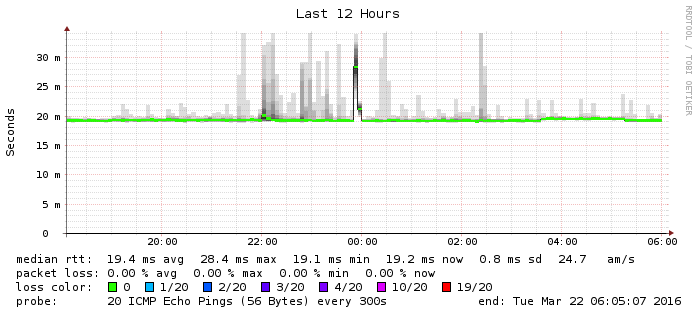 Last 12 Hours
RRDTOOL / TOBI OETIKER
Seconds
30 m
25 m
20 m
15 m
10 m
5 m
0
20:00 22:00 00:00 02:00 04:00 06:00
median rtt: 19.4 ms avg 28.4 ms max 19.1 ms min 19.2 ms now 0.8 ms sd 24.7 am/s
packet loss: 0.00 % avg 0.00 % max 0.00 % min 0.00 % now
loss color: 0 1/20 2/20 3/20 4/20 10/20 19/20
probe: 20 ICMP Echo Pings (56 Bytes) every 300s end: Tue Mar 22 06:05:07 2016